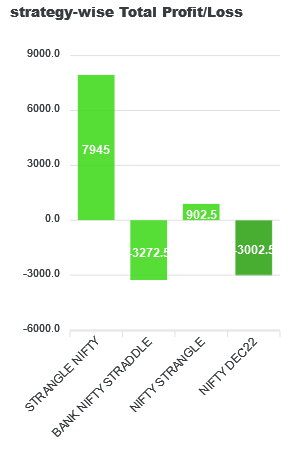 strategy-wise Total Profit/Loss
9000.0
6000.0
3000.0
0.0
-3000.0
-6000.0
7945
-3272.5
902.5
-3002.5
STRANGLE NIFTY
BANK NIFTY STRADDLE
NIFTY STRANGLE
NIFTY DEC22